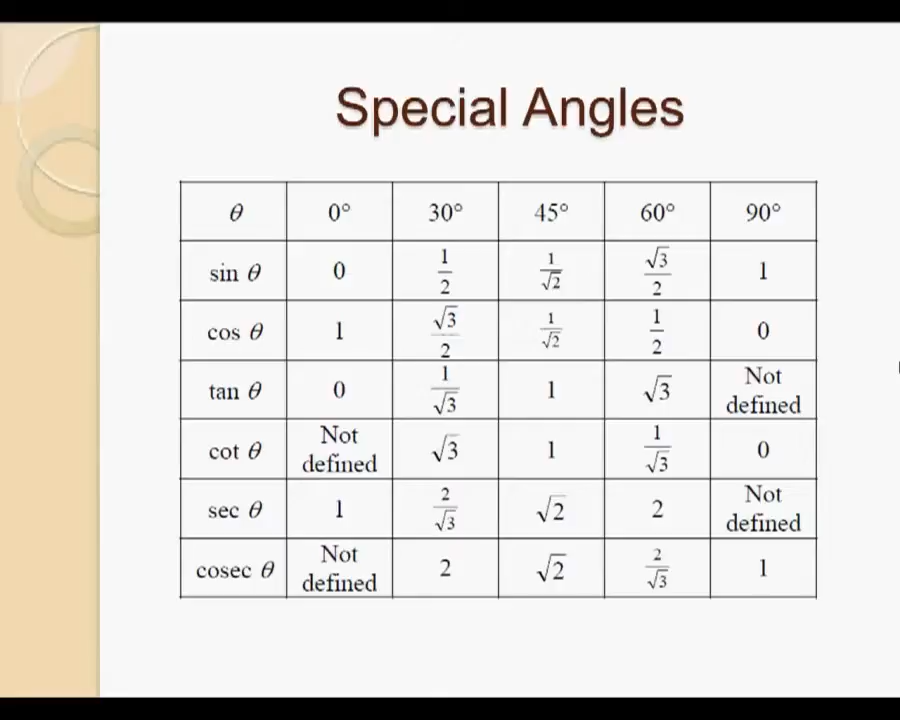 Special Angles
θ 0° 30° 45° 60° 90°
sin θ 0 1/2 1/√2 √3/2 1
cos θ 1 √3/2 1/√2 1/2 0
tan θ 0 1/√3 1 √3 Not defined
cot θ Not defined √3 1 1/√3 0
sec θ 1 2/√3 √2 2 Not defined
cosec θ Not defined 2 √2 2/√3 1